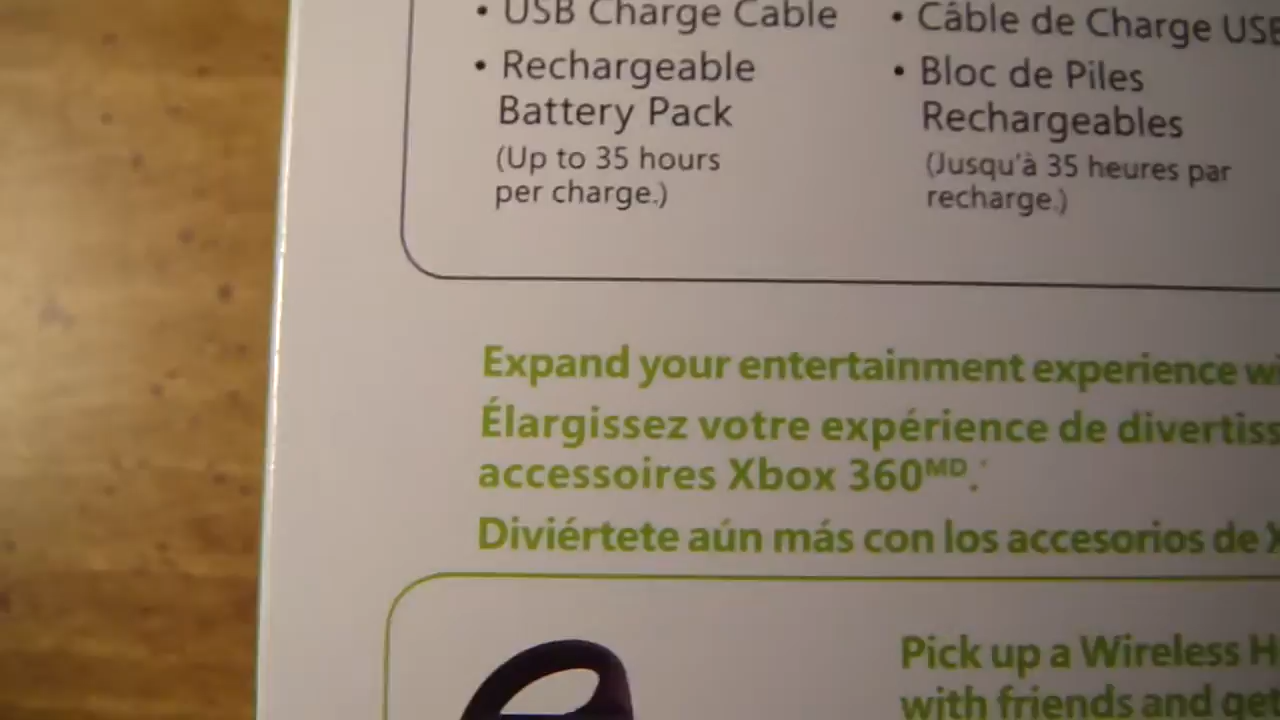 • USB Charge Cable
• Rechargeable
Battery Pack
(Up to 35 hours
per charge.)
• Câble de Charge USB
• Bloc de Piles
Rechargeables
(Jusqu'à 35 heures par
recharge.)
Expand your entertainment experience
Élargissez votre expérience de
accessoires Xbox 360MD.*
Diviértete aún más con los accesorios de
Pick up a Wireless
with friends and get